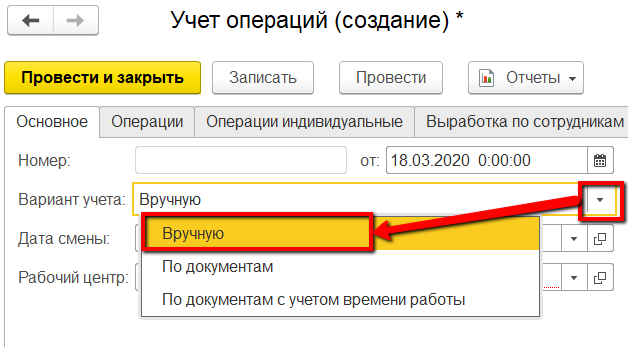 Учет операций (создание) *
Провести и закрыть Записать Провести Отчеты
Основное Операции Операции индивидуальные Выработка по сотрудникам
Номер: от: 18.03.2020 0:00:00
Вариант учета: Вручную
Вручную
Дата смены:
По документам
Рабочий центр:
По документам с учетом времени работы